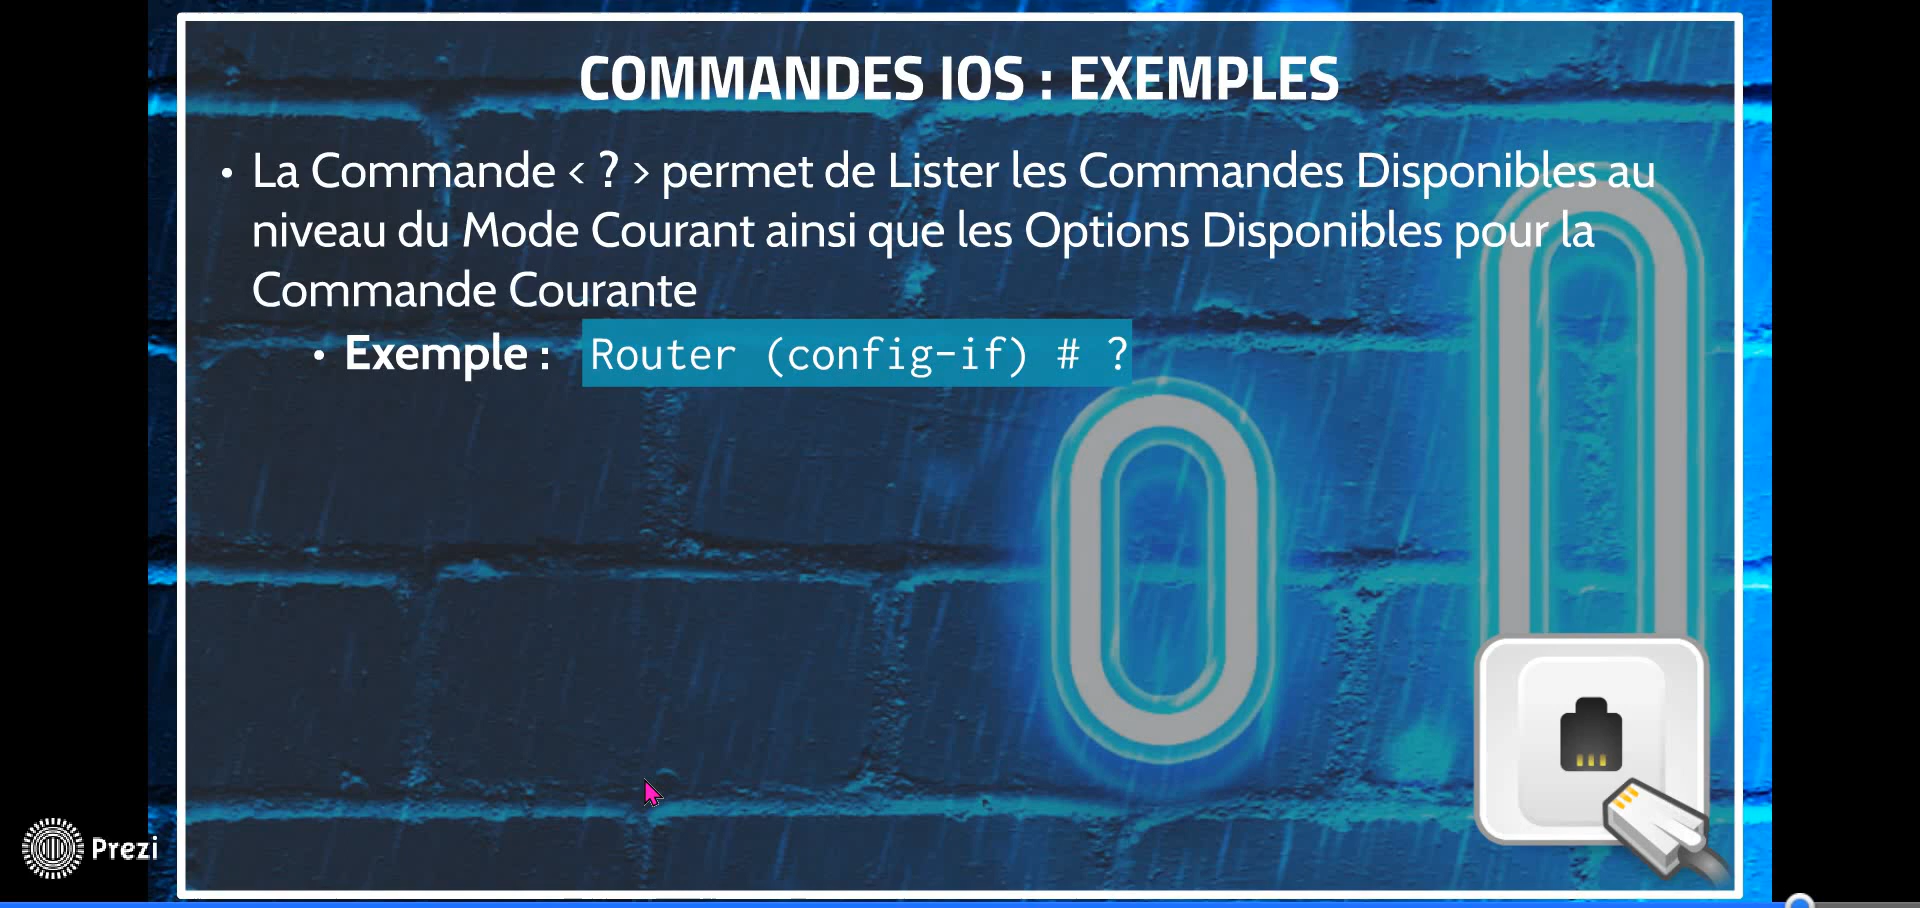 COMMANDES IOS : EXEMPLES
• La Commande < ? > permet de Lister les Commandes Disponibles au
niveau du Mode Courant ainsi que les Options Disponibles pour la
Commande Courante
• Exemple : Router (config-if) # ?
Prezi